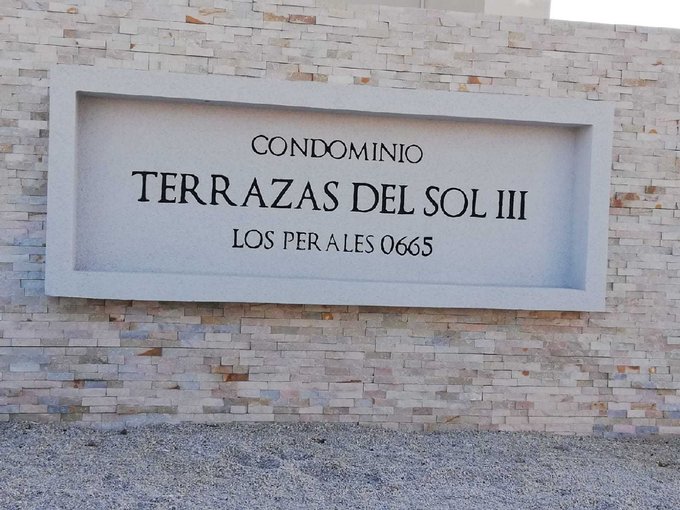 CONDOMINIO
TERRAZAS DEL SOL III
LOS PERALES 0665